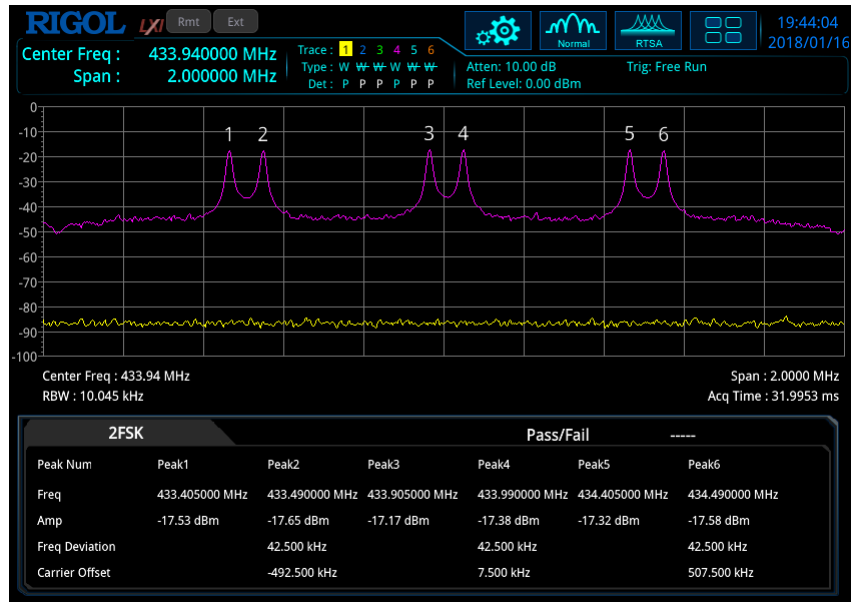 RIGOL LXI Rmt Ext
19:44:04
2018/01/16
Normal RTSA
Center Freq : 433.940000 MHz
Span : 2.000000 MHz
Trace : 1 2 3 4 5 6
Type : W W W W W W
Det : P P P P P P
Atten: 10.00 dB Trig: Free Run
Ref Level: 0.00 dBm
0
-10
-20
-30
-40
-50
-60
-70
-80
-90
-100
1 2 3 4 5 6
Center Freq : 433.94 MHz Span : 2.0000 MHz
RBW : 10.045 kHz Acq Time : 31.9953 ms
2FSK Pass/Fail -----
Peak Num Peak1 Peak2 Peak3 Peak4 Peak5 Peak6
Freq 433.405000 MHz 433.490000 MHz 433.905000 MHz 433.990000 MHz 434.405000 MHz 434.490000 MHz
Amp -17.53 dBm -17.65 dBm -17.17 dBm -17.38 dBm -17.32 dBm -17.58 dBm
Freq Deviation 42.500 kHz 42.500 kHz 42.500 kHz
Carrier Offset -492.500 kHz 7.500 kHz 507.500 kHz